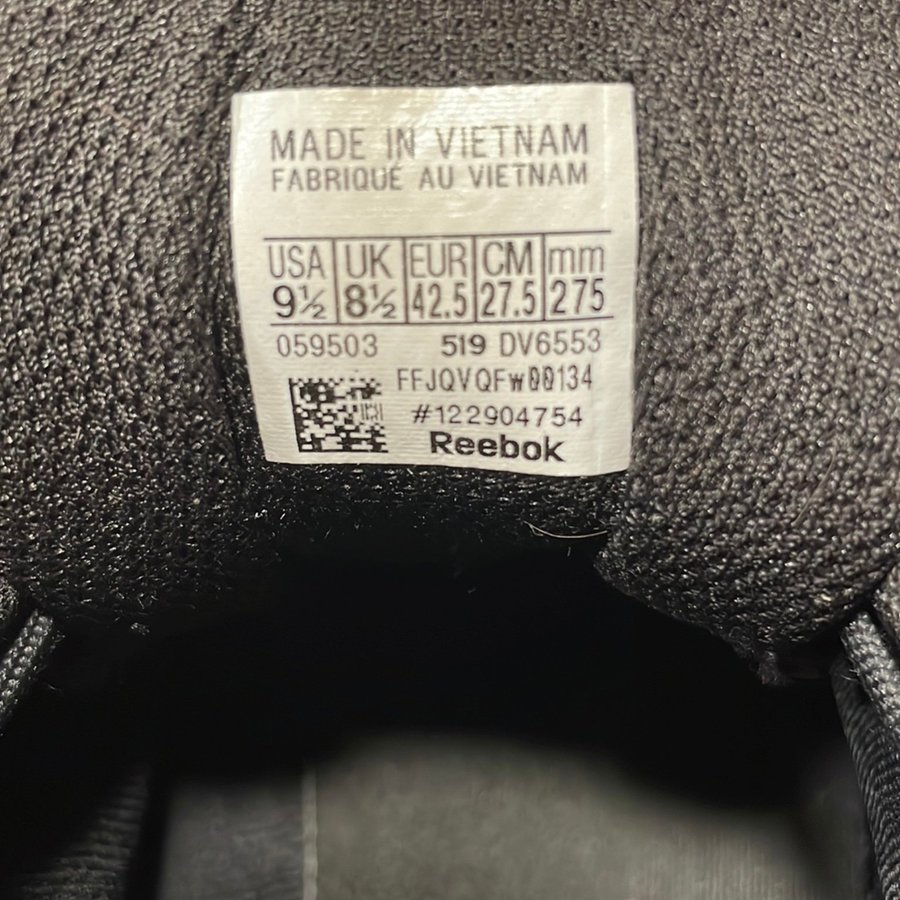 MADE IN VIETNAM
FABRIQUÉ AU VIETNAM
USA UK EUR CM mm
9½ 8½ 42.5 27.5 275
059503 519 DV6553
FFJQVQFW00134
#122904754
Reebok